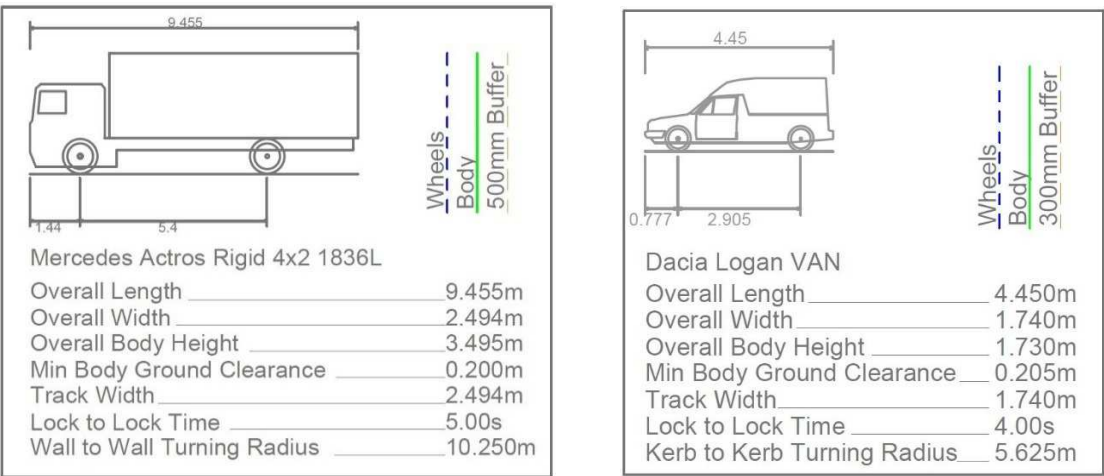 9.455
Wheels
Body
500mm Buffer
1.44
5.4
Mercedes Actros Rigid 4x2 1836L
Overall Length 9.455m
Overall Width 2.494m
Overall Body Height 3.495m
Min Body Ground Clearance 0.200m
Track Width 2.494m
Lock to Lock Time 5.00s
Wall to Wall Turning Radius 10.250m
4.45
Wheels
Body
300mm Buffer
0.777
2.905
Dacia Logan VAN
Overall Length 4.450m
Overall Width 1.740m
Overall Body Height 1.730m
Min Body Ground Clearance 0.205m
Track Width 1.740m
Lock to Lock Time 4.00s
Kerb to Kerb Turning Radius 5.625m